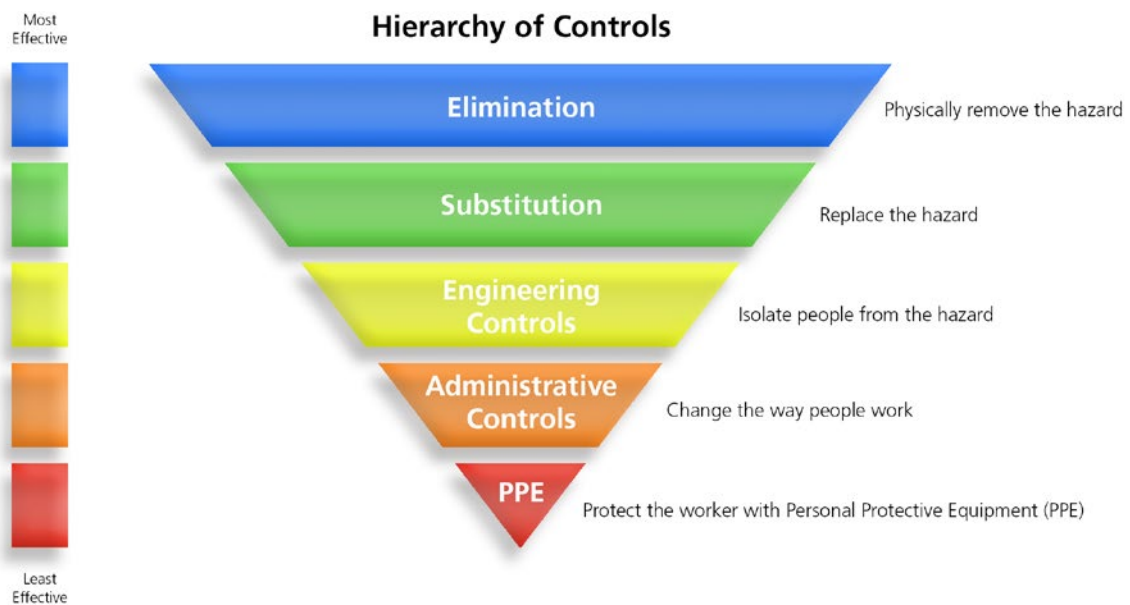 Most
Effective
Hierarchy of Controls
Elimination
Physically remove the hazard
Substitution
Replace the hazard
Engineering
Controls
Isolate people from the hazard
Administrative
Controls
Change the way people work
PPE
Protect the worker with Personal Protective Equipment (PPE)
Least
Effective